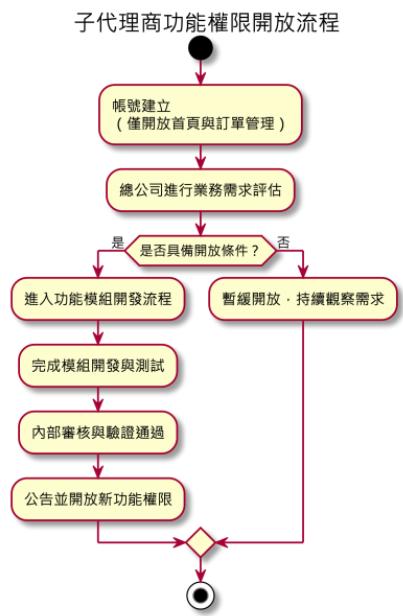 子代理商功能權限開放流程
帳號建立
（僅開放首頁與訂單管理）
總公司進行業務需求評估
是
是否具備開放條件？
否
進入功能模組開發流程
暫緩開放，持續觀察需求
完成模組開發與測試
內部審核與驗證通過
公告並開放新功能權限